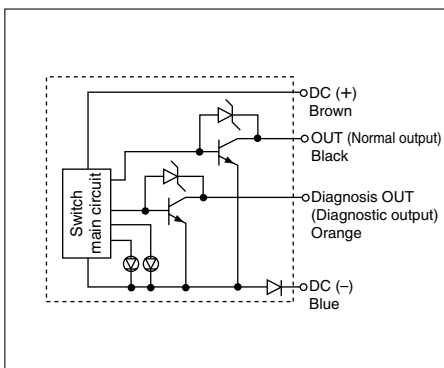 DC (+)
Brown
OUT (Normal output)
Black
Switch
main circuit
Diagnosis OUT
(Diagnostic output)
Orange
DC (–)
Blue